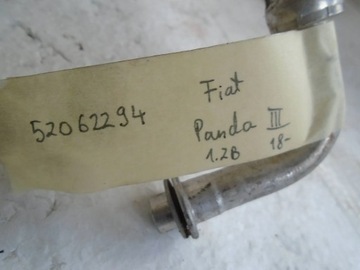 52062294
Fiat
Panda III
1.2B 18-